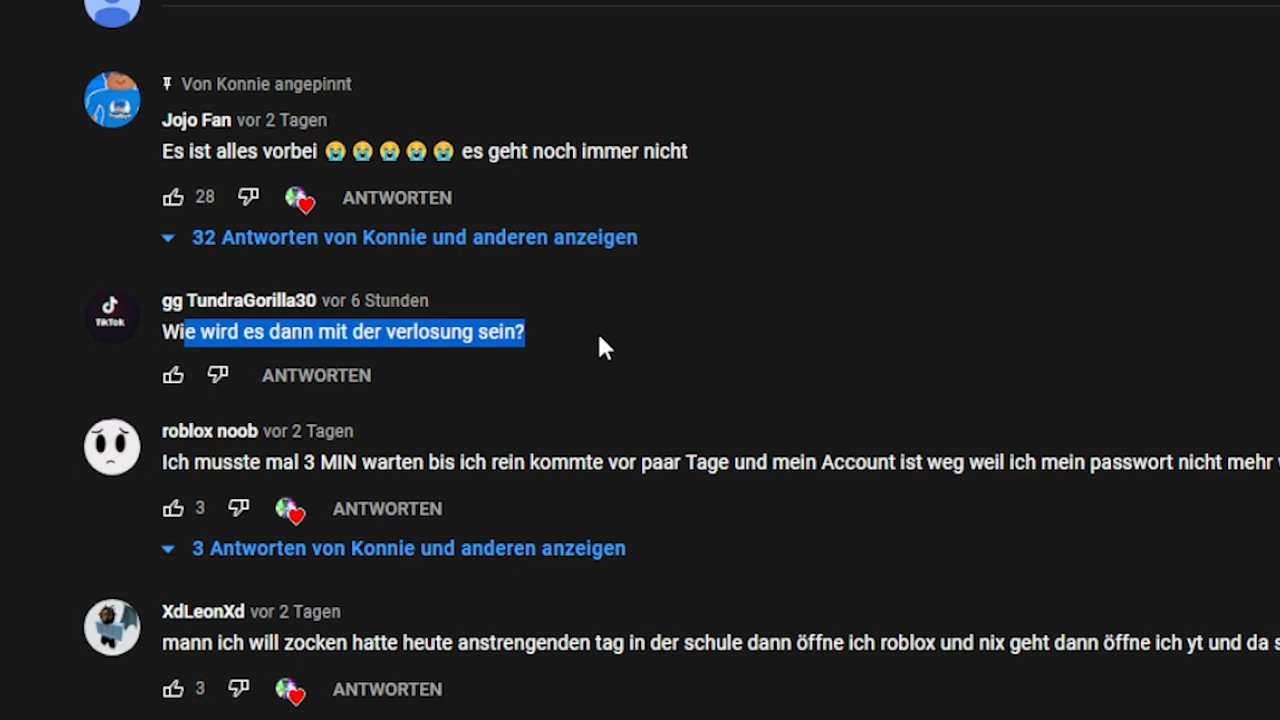 Von Konnie angepinnt
Jojo Fan vor 2 Tagen
Es ist alles vorbei 😭😭😭😭😭 es geht noch immer nicht
28 ANTWORTEN
32 Antworten von Konnie und anderen anzeigen
TikTok
gg TundraGorilla30 vor 6 Stunden
Wie wird es dann mit der verlosung sein?
ANTWORTEN
roblox noob vor 2 Tagen
Ich musste mal 3 MIN warten bis ich rein kommte vor paar Tage und mein Account ist weg weil ich mein passwort nicht mehr
3 ANTWORTEN
3 Antworten von Konnie und anderen anzeigen
XdLeonXd vor 2 Tagen
mann ich will zocken hatte heute anstrengenden tag in der schule dann öffne ich roblox und nix geht dann öffne ich yt und da
3 ANTWORTEN